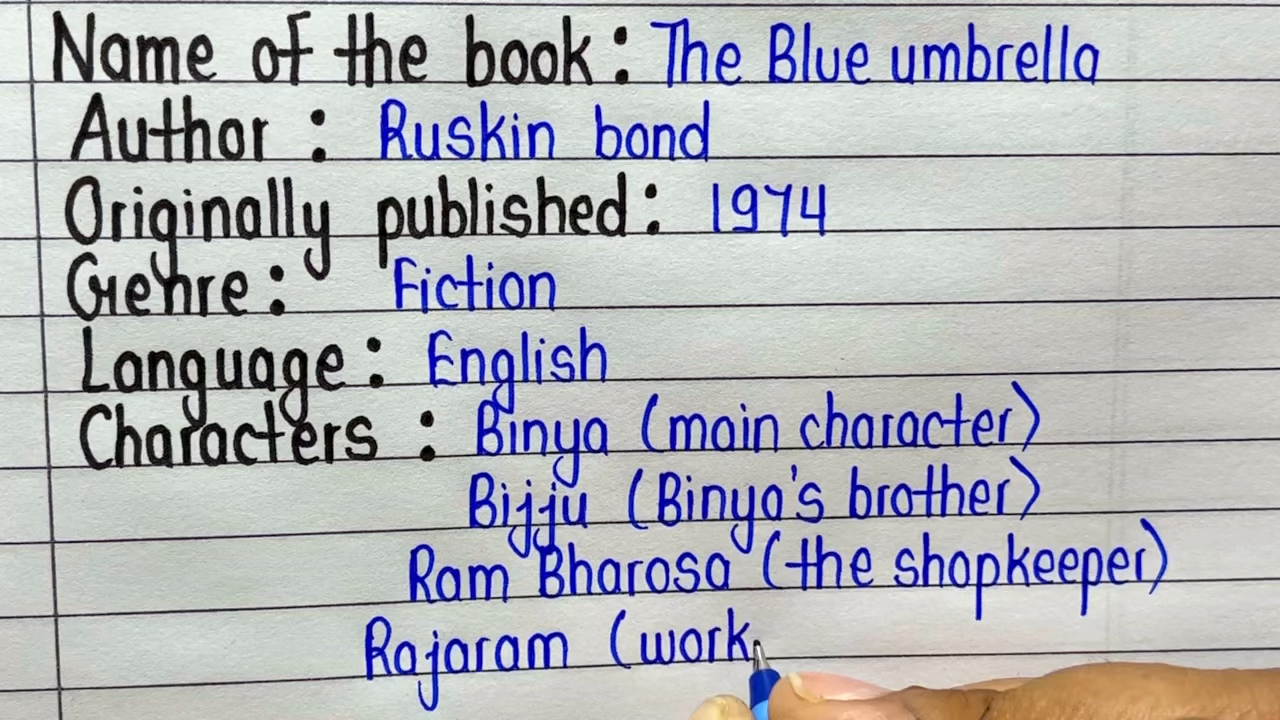 Name of the book: The Blue umbrella
Author : Ruskin bond
Originally published: 1974
Genre: Fiction
Language: English
Characters : Binya (main character)
Bijju (Binya's brother)
Ram Bharosa (the shopkeeper)
Rajaram (work